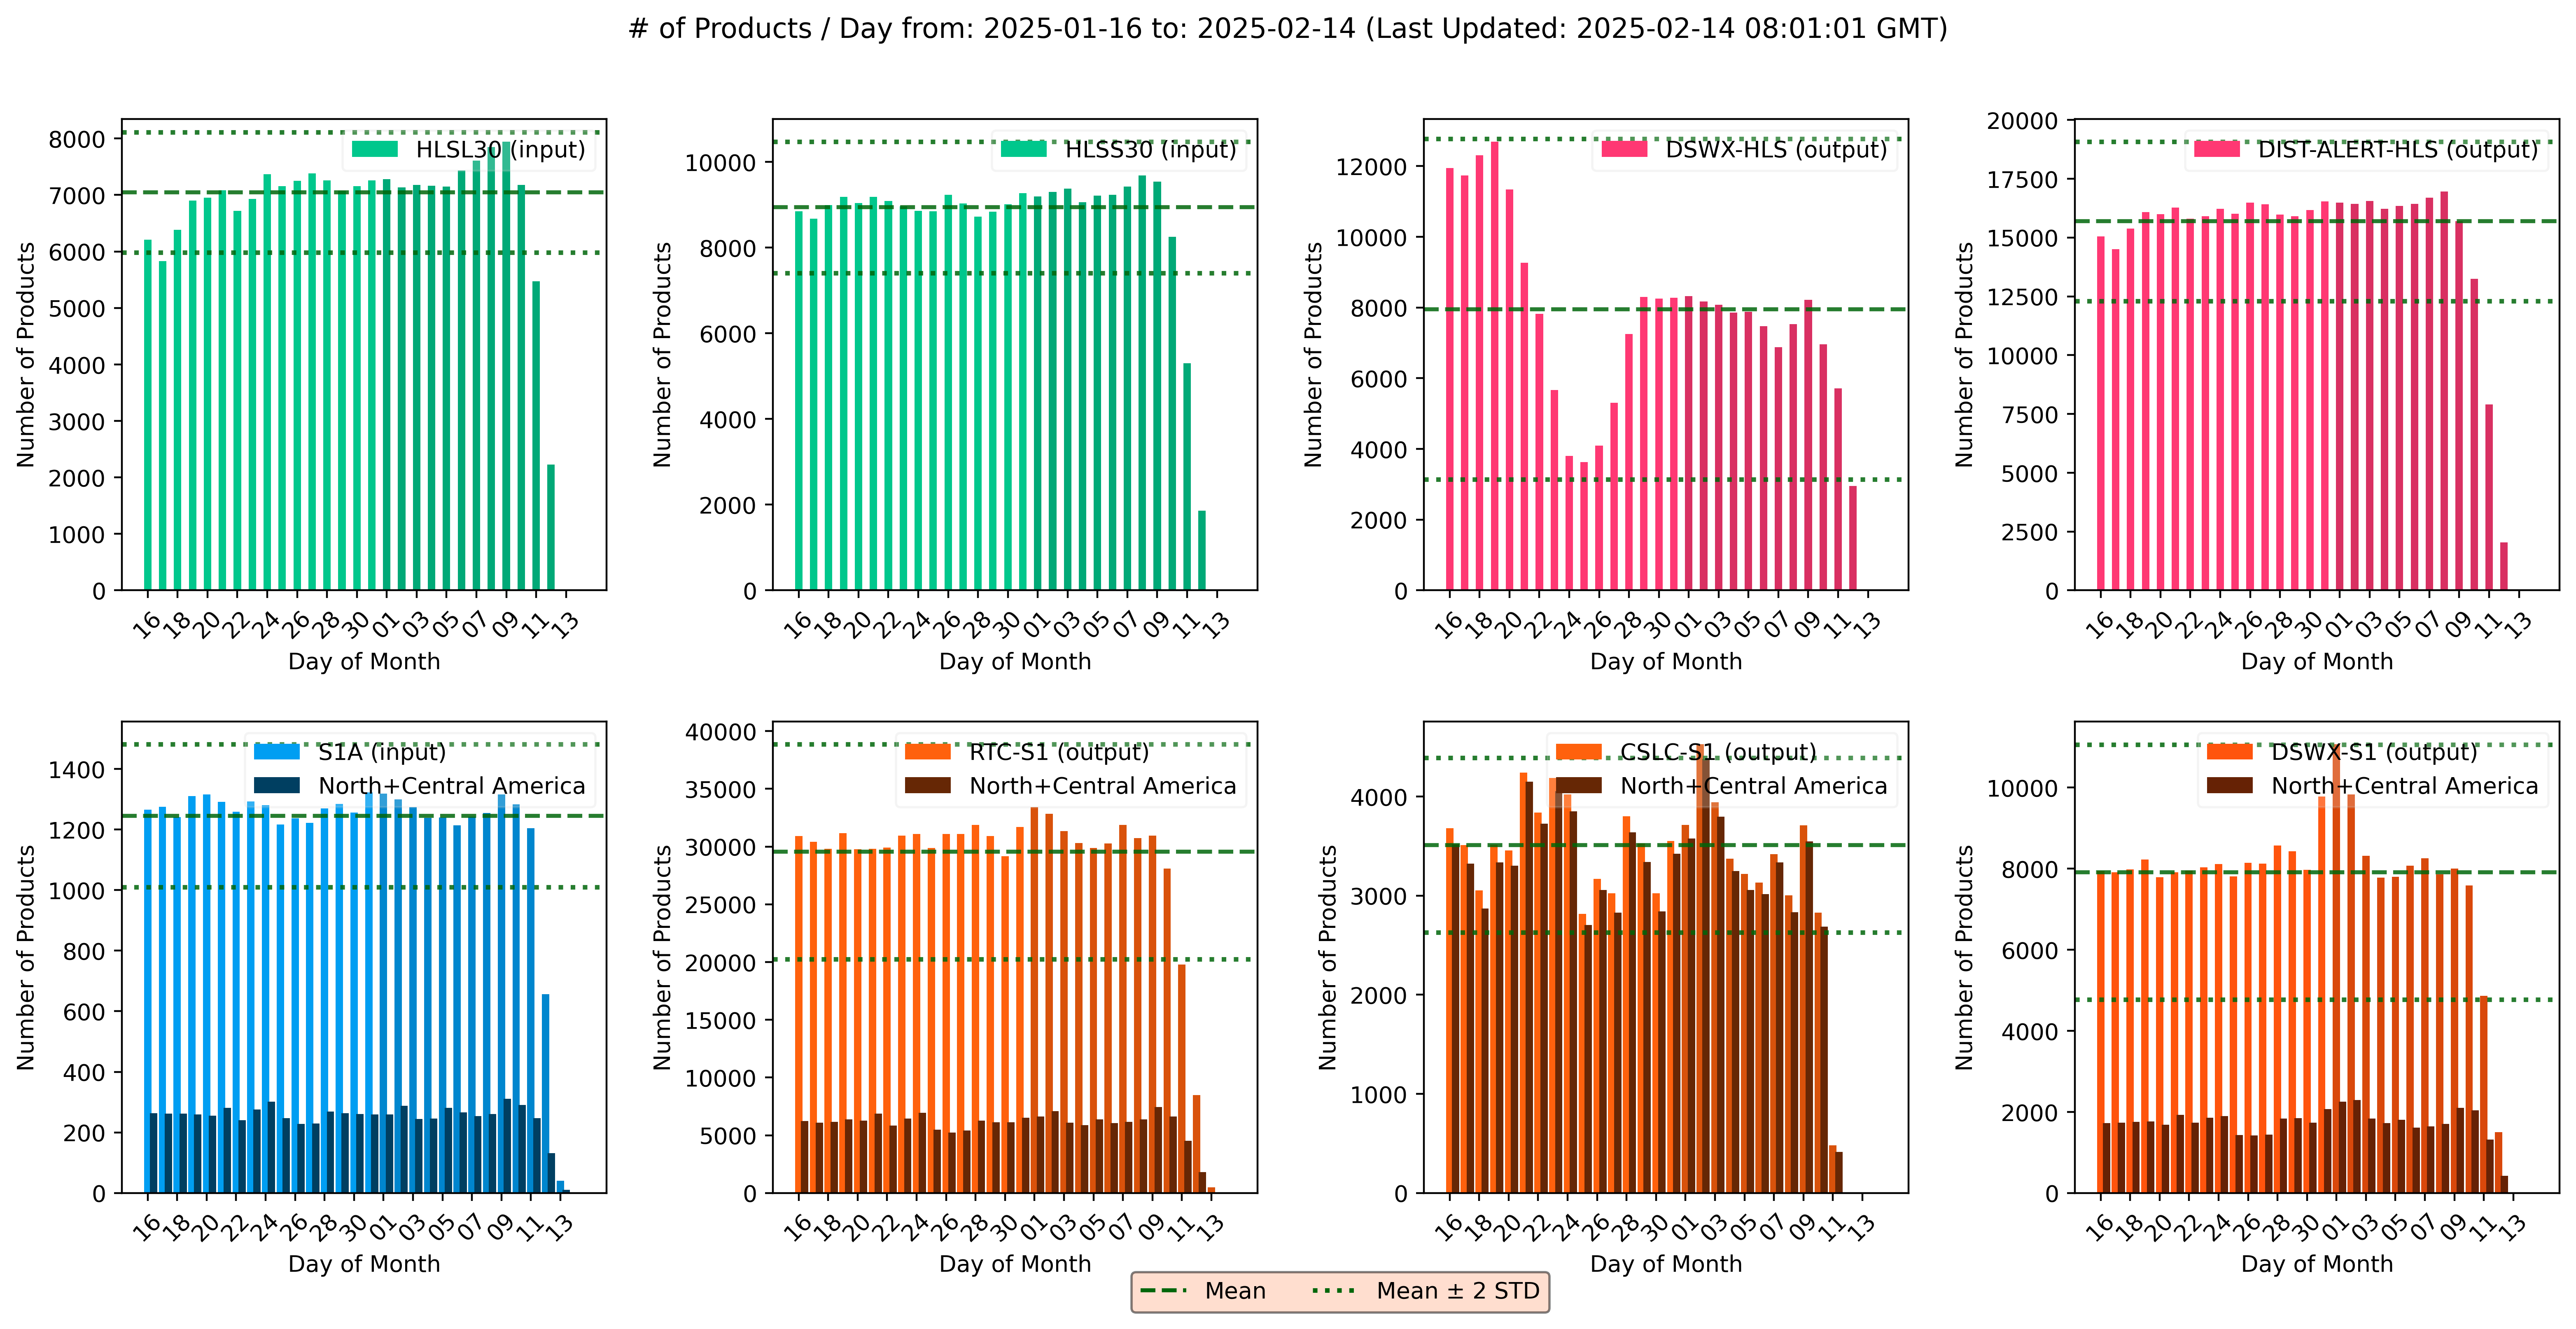 # of Products / Day from: 2025-01-16 to: 2025-02-14 (Last Updated: 2025-02-14 08:01:01 GMT)
HLSL30 (input)
Number of Products
8000
7000
6000
5000
4000
3000
2000
1000
0
16 18 20 22 24 26 28 30 01 03 05 07 09 11 13
Day of Month
HLSS30 (input)
Number of Products
10000
8000
6000
4000
2000
0
16 18 20 22 24 26 28 30 01 03 05 07 09 11 13
Day of Month
DSWX-HLS (output)
Number of Products
12000
10000
8000
6000
4000
2000
0
16 18 20 22 24 26 28 30 01 03 05 07 09 11 13
Day of Month
DIST-ALERT-HLS (output)
Number of Products
20000
17500
15000
12500
10000
7500
5000
2500
0
16 18 20 22 24 26 28 30 01 03 05 07 09 11 13
Day of Month
S1A (input)
North+Central America
Number of Products
1400
1200
1000
800
600
400
200
0
16 18 20 22 24 26 28 30 01 03 05 07 09 11 13
Day of Month
RTC-S1 (output)
North+Central America
Number of Products
40000
35000
30000
25000
20000
15000
10000
5000
0
16 18 20 22 24 26 28 30 01 03 05 07 09 11 13
Day of Month
CSLC-S1 (output)
North+Central America
Number of Products
4000
3000
2000
1000
0
16 18 20 22 24 26 28 30 01 03 05 07 09 11 13
Day of Month
DSWX-S1 (output)
North+Central America
Number of Products
10000
8000
6000
4000
2000
0
16 18 20 22 24 26 28 30 01 03 05 07 09 11 13
Day of Month
Mean
Mean ± 2 STD